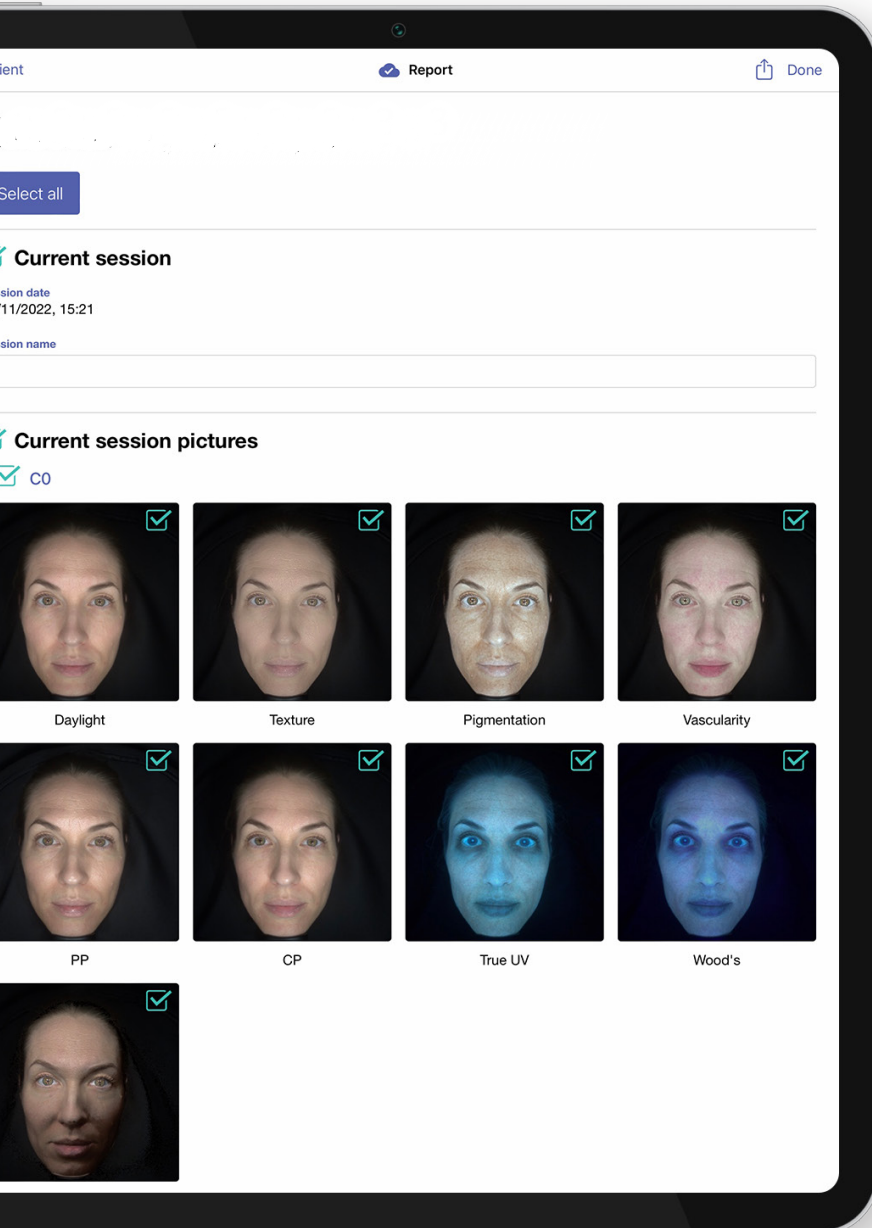 ient
Report
Done
Select all
Current session
sion date
/11/2022, 15:21
sion name
Current session pictures
C0
Daylight
Texture
Pigmentation
Vascularity
PP
CP
True UV
Wood's